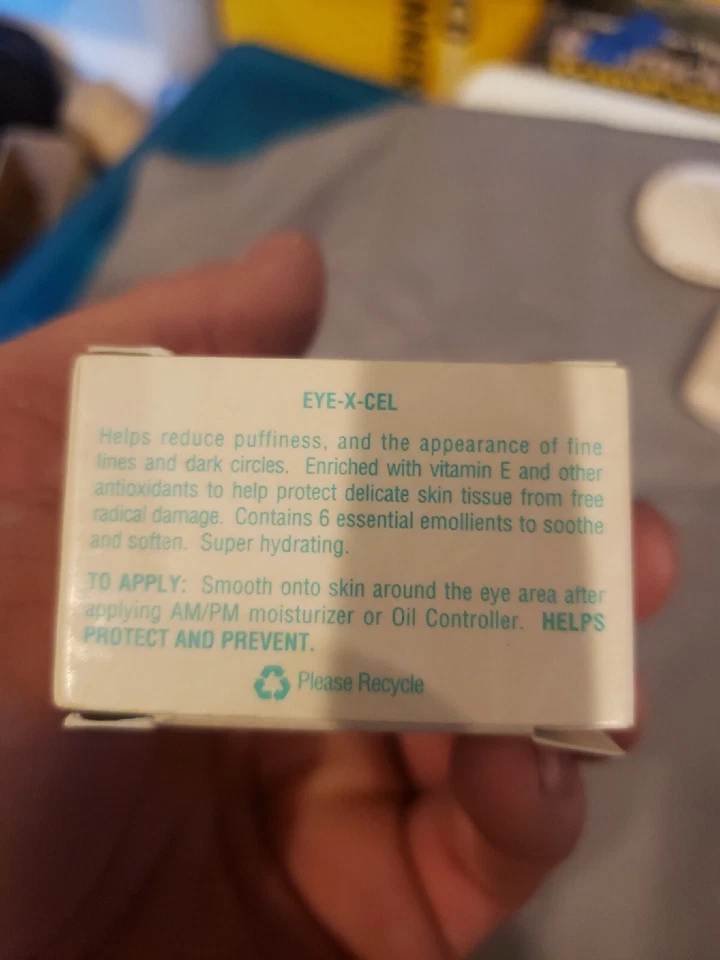 EYE-X-CEL
Helps reduce puffiness, and the appearance of fine
lines and dark circles. Enriched with vitamin E and other
antioxidants to help protect delicate skin tissue from free
radical damage. Contains 6 essential emollients to soothe
and soften. Super hydrating.
TO APPLY: Smooth onto skin around the eye area after
applying AM/PM moisturizer or Oil Controller. HELPS
PROTECT AND PREVENT.
Please Recycle